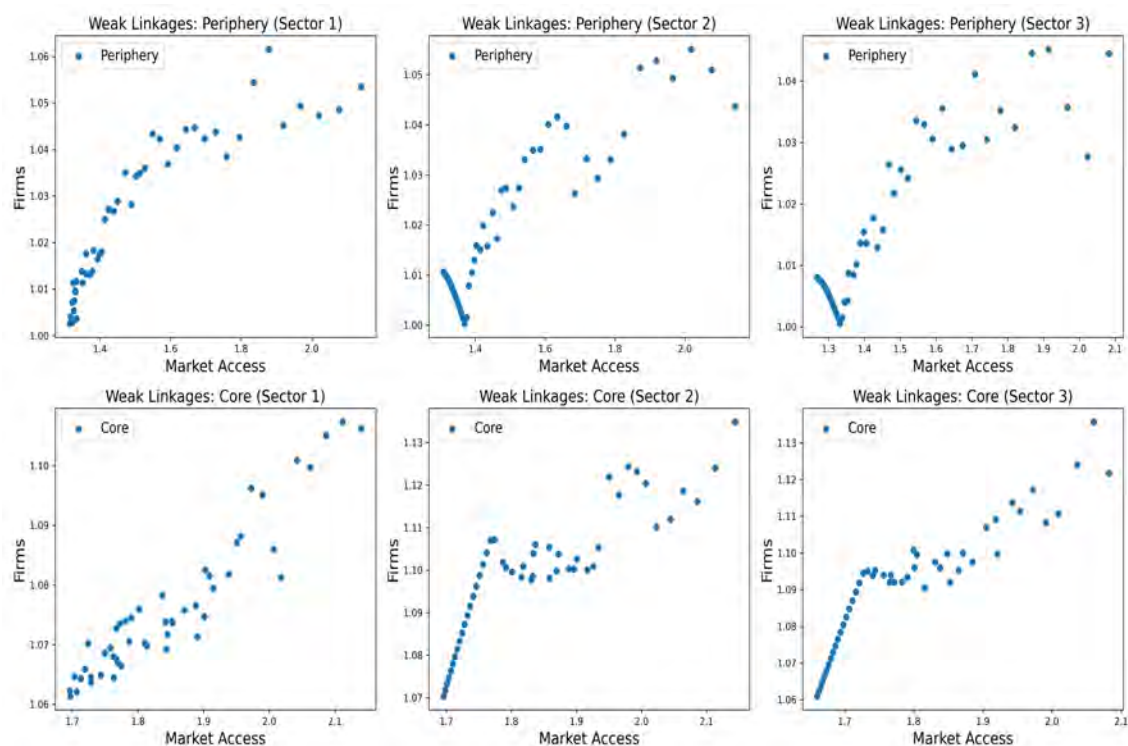 Weak Linkages: Periphery (Sector 1)
Periphery
1.06
1.05
1.04
1.03
1.02
1.01
1.00
Firms
1.4
1.6
1.8
2.0
Market Access
Weak Linkages: Periphery (Sector 2)
Periphery
1.05
1.04
1.03
1.02
1.01
1.00
Firms
1.4
1.6
1.8
2.0
Market Access
Weak Linkages: Periphery (Sector 3)
Periphery
1.04
1.03
1.02
1.01
1.00
Firms
1.3
1.4
1.5
1.6
1.7
1.8
1.9
2.0
2.1
Market Access
Weak Linkages: Core (Sector 1)
Core
1.10
1.09
1.08
1.07
1.06
Firms
1.7
1.8
1.9
2.0
2.1
Market Access
Weak Linkages: Core (Sector 2)
Core
1.13
1.12
1.11
1.10
1.09
1.08
1.07
Firms
1.7
1.8
1.9
2.0
2.1
Market Access
Weak Linkages: Core (Sector 3)
Core
1.13
1.12
1.11
1.10
1.09
1.08
1.07
1.06
Firms
1.7
1.8
1.9
2.0
2.1
Market Access